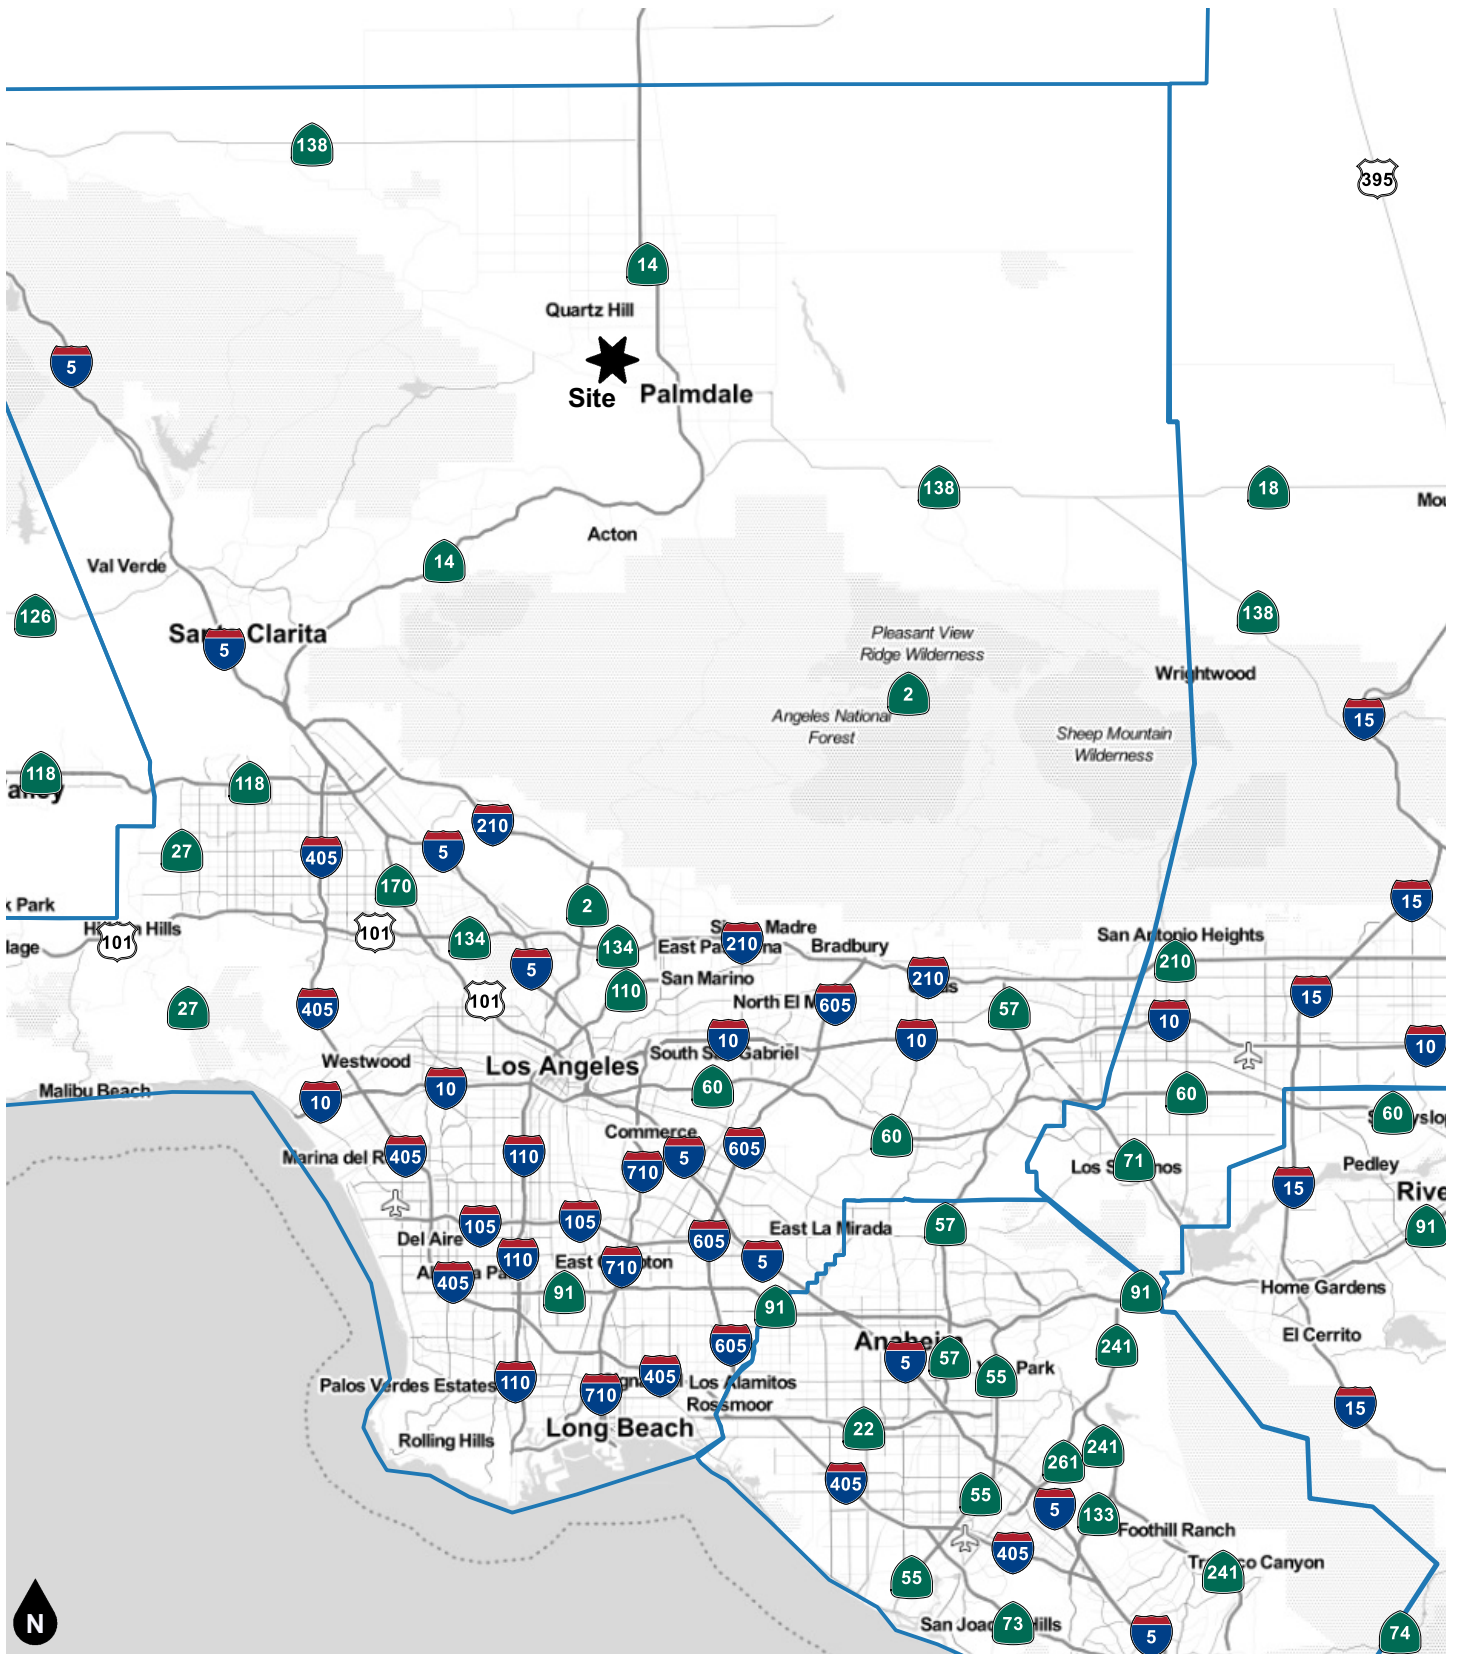 138
395
14
Quartz Hill
5
Site
Palmdale
138
18
Acton
14
Val Verde
126
138
Clarita
5
Pleasant View
Ridge Wilderness
Wrightwood
2
Angeles National
Forest
15
Sheep Mountain
Wilderness
118
118
210
27
405
5
170
15
2
Park
Hills
101
101
134
134
Madre
210
East
Bradbury
San Antonio Heights
210
5
San Marino
210
110
101
North El
605
15
27
405
57
10
10
10
10
South
Gabriel
Westwood
Los Angeles
10
60
Malibu Beach
10
60
60
Commerce
60
Marina del
405
110
710
5
605
Los
71
Pedley
15
105
105
East La Mirada
57
91
Del Aire
110
605
5
East
710
405
91
91
91
Home Gardens
El Cerrito
605
5
57
241
Park
55
Palos Verdes Estates
110
710
405
Los Alamitos
Rossmoor
15
Long Beach
22
Rolling Hills
261
241
405
55
5
133
Foothill Ranch
405
Canyon
241
55
San
73
5
74
N